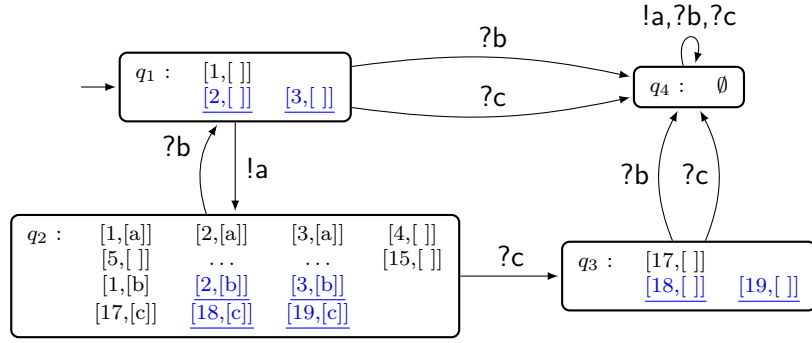 !a,?b,?c
?b
q1 : [1,[ ]]
[2,[ ]] [3,[ ]]
q4 : ∅
?c
?b
!a
?b
?c
q2 : [1,[a]] [2,[a]] [3,[a]] [4,[ ]]
[5,[ ]] ... ... [15,[ ]]
[1,[b] [2,[b]] [3,[b]]
[17,[c]] [18,[c]] [19,[c]]
?c
q3 : [17,[ ]]
[18,[ ]] [19,[ ]]